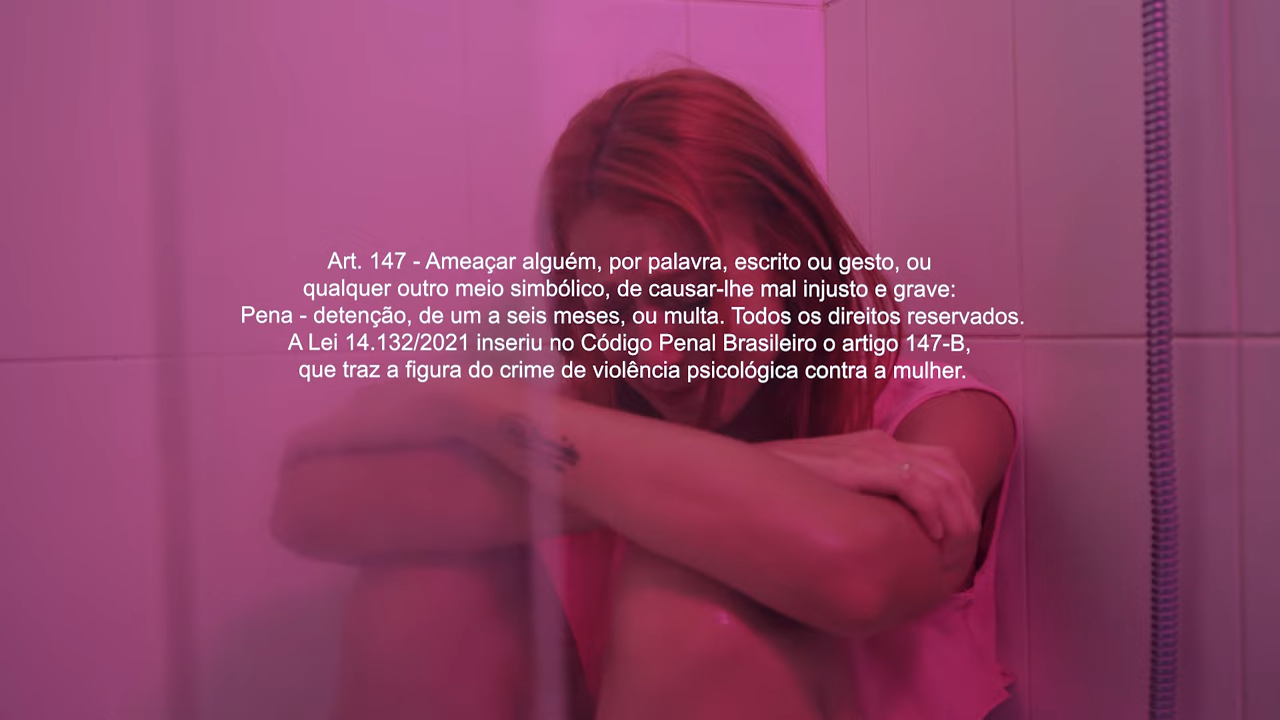 Art. 147 - Ameaçar alguém, por palavra, escrito ou gesto, ou
qualquer outro meio simbólico, de causar-lhe mal injusto e grave:
Pena - detenção, de um a seis meses, ou multa. Todos os direitos reservados.
A Lei 14.132/2021 inseriu no Código Penal Brasileiro o artigo 147-B,
que traz a figura do crime de violência psicológica contra a mulher.